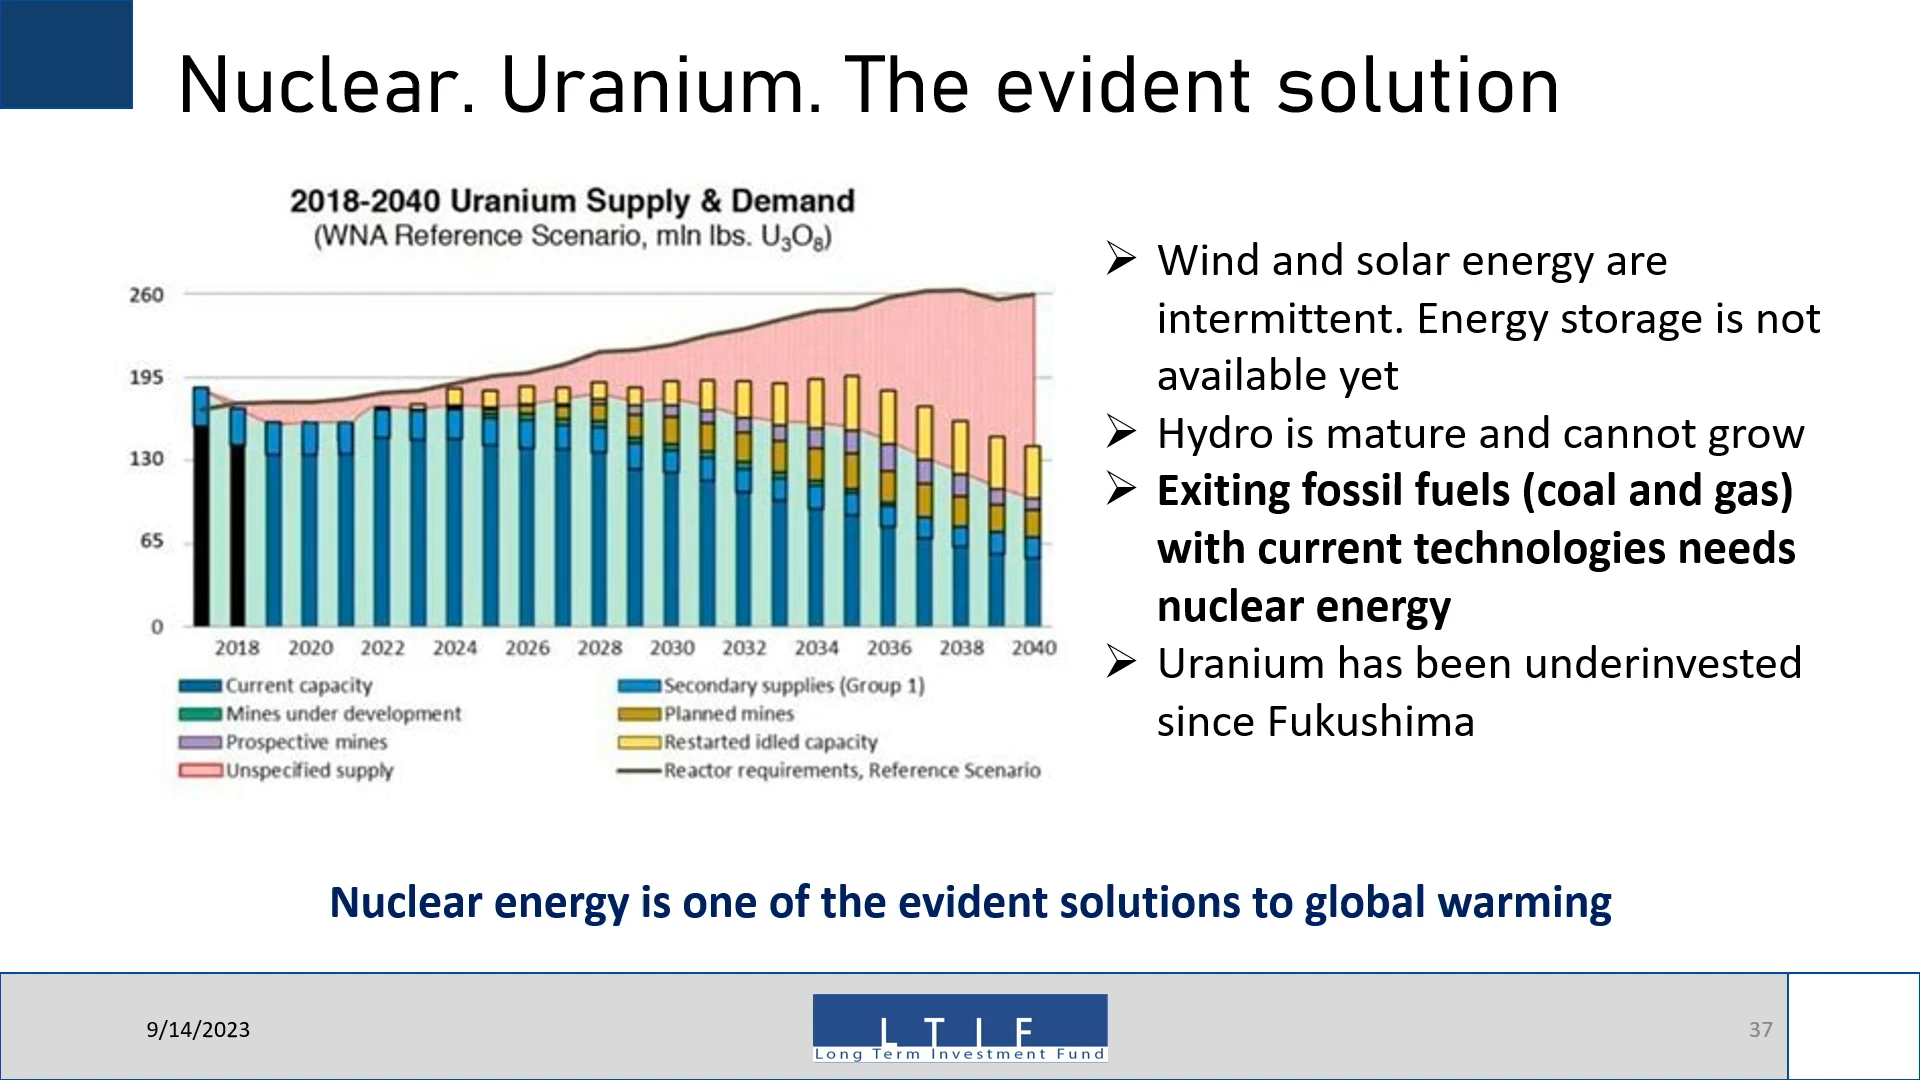 Nuclear. Uranium. The evident solution
2018-2040 Uranium Supply & Demand
(WNA Reference Scenario, mln lbs. U₃O₈)
260
195
130
65
0
2018 2020 2022 2024 2026 2028 2030 2032 2034 2036 2038 2040
Current capacity
Secondary supplies (Group 1)
Mines under development
Planned mines
Prospective mines
Restarted idled capacity
Unspecified supply
Reactor requirements, Reference Scenario
➢ Wind and solar energy are
intermittent. Energy storage is not
available yet
➢ Hydro is mature and cannot grow
➢ Exiting fossil fuels (coal and gas)
with current technologies needs
nuclear energy
➢ Uranium has been underinvested
since Fukushima
Nuclear energy is one of the evident solutions to global warming
9/14/2023
L T I F
Long Term Investment Fund
37